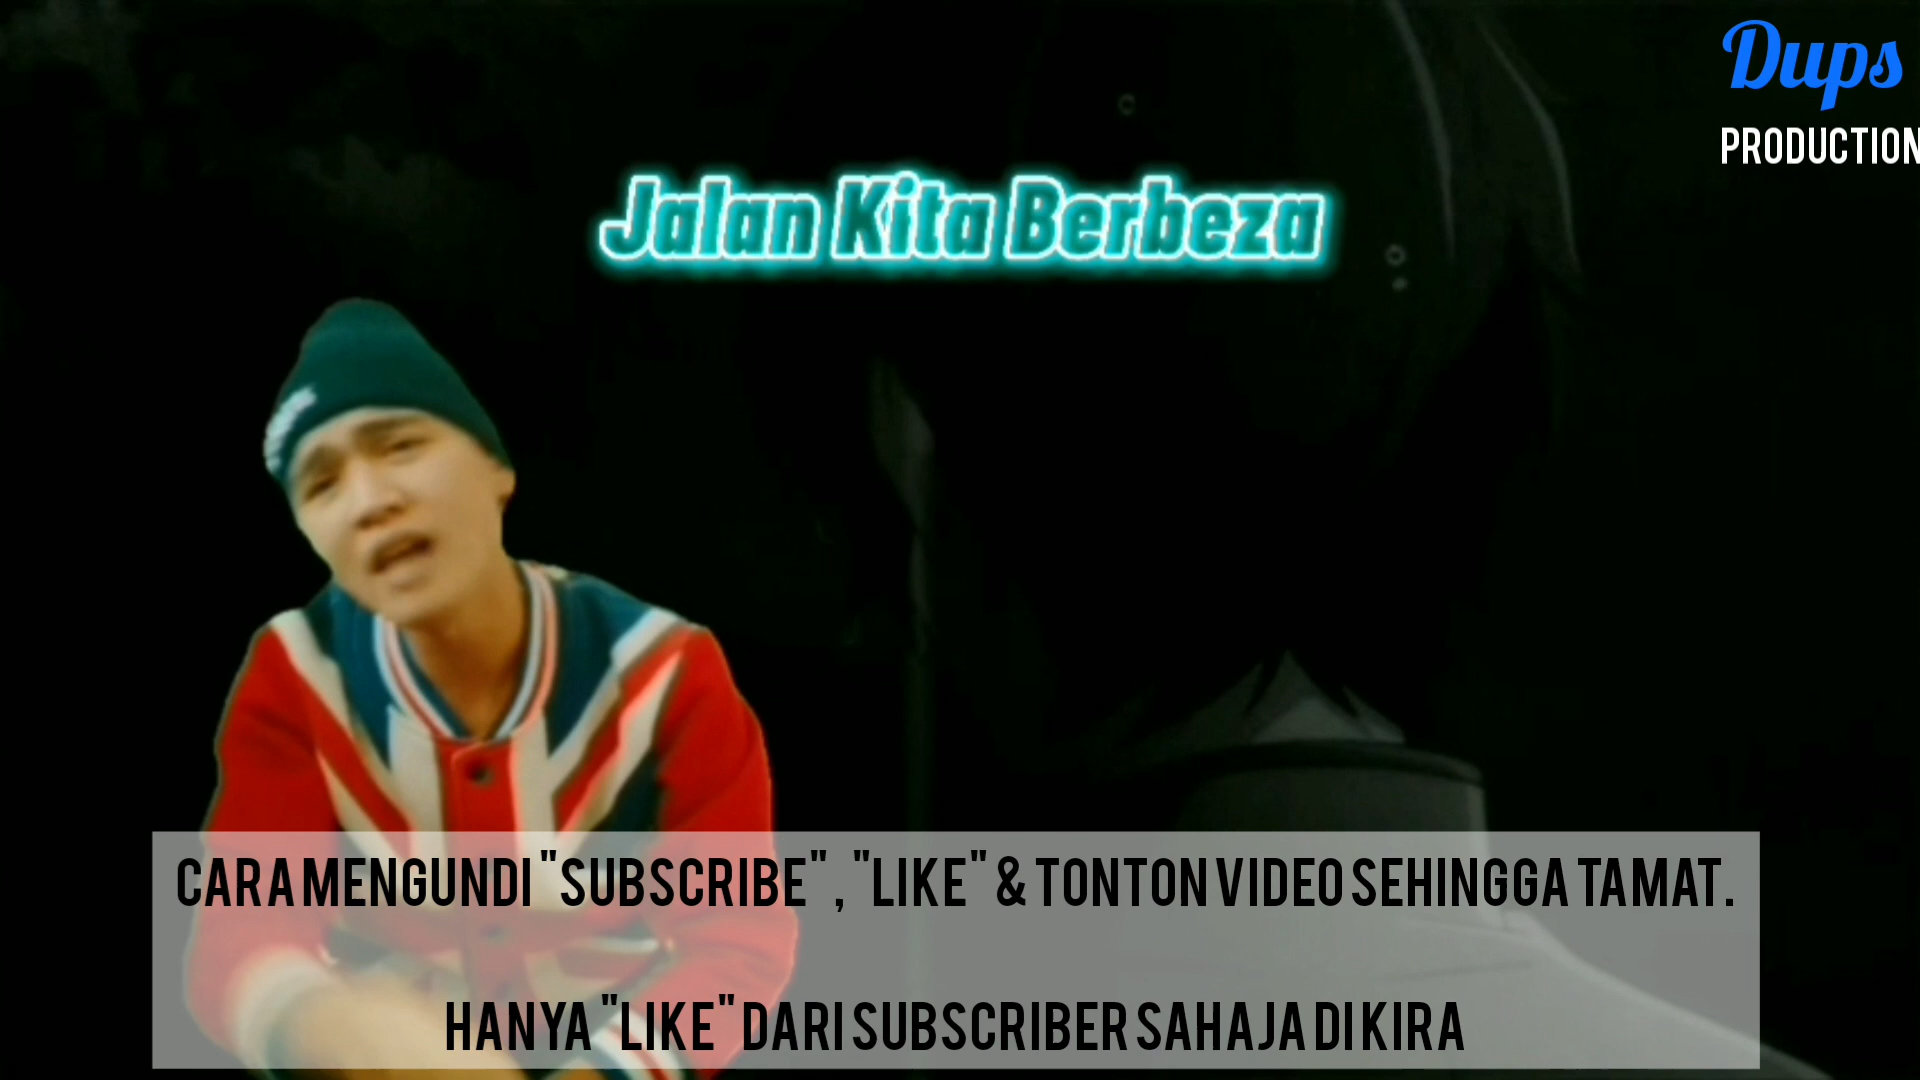 Dups
PRODUCTION
Jalan Kita Berbeza
CARA MENGUNDI "SUBSCRIBE" , "LIKE" & TONTON VIDEO SEHINGGA TAMAT.
HANYA "LIKE" DARI SUBSCRIBER SAHAJA DIKIRA